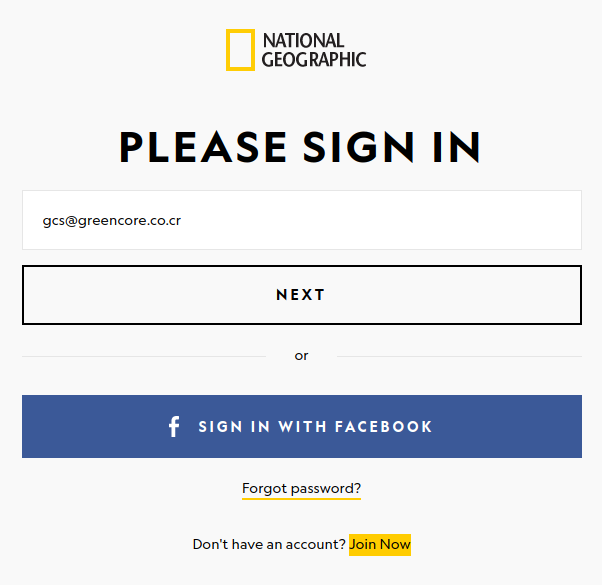 NATIONAL
GEOGRAPHIC
PLEASE SIGN IN
gcs@greencore.co.cr
NEXT
or
f SIGN IN WITH FACEBOOK
Forgot password?
Don't have an account? Join Now